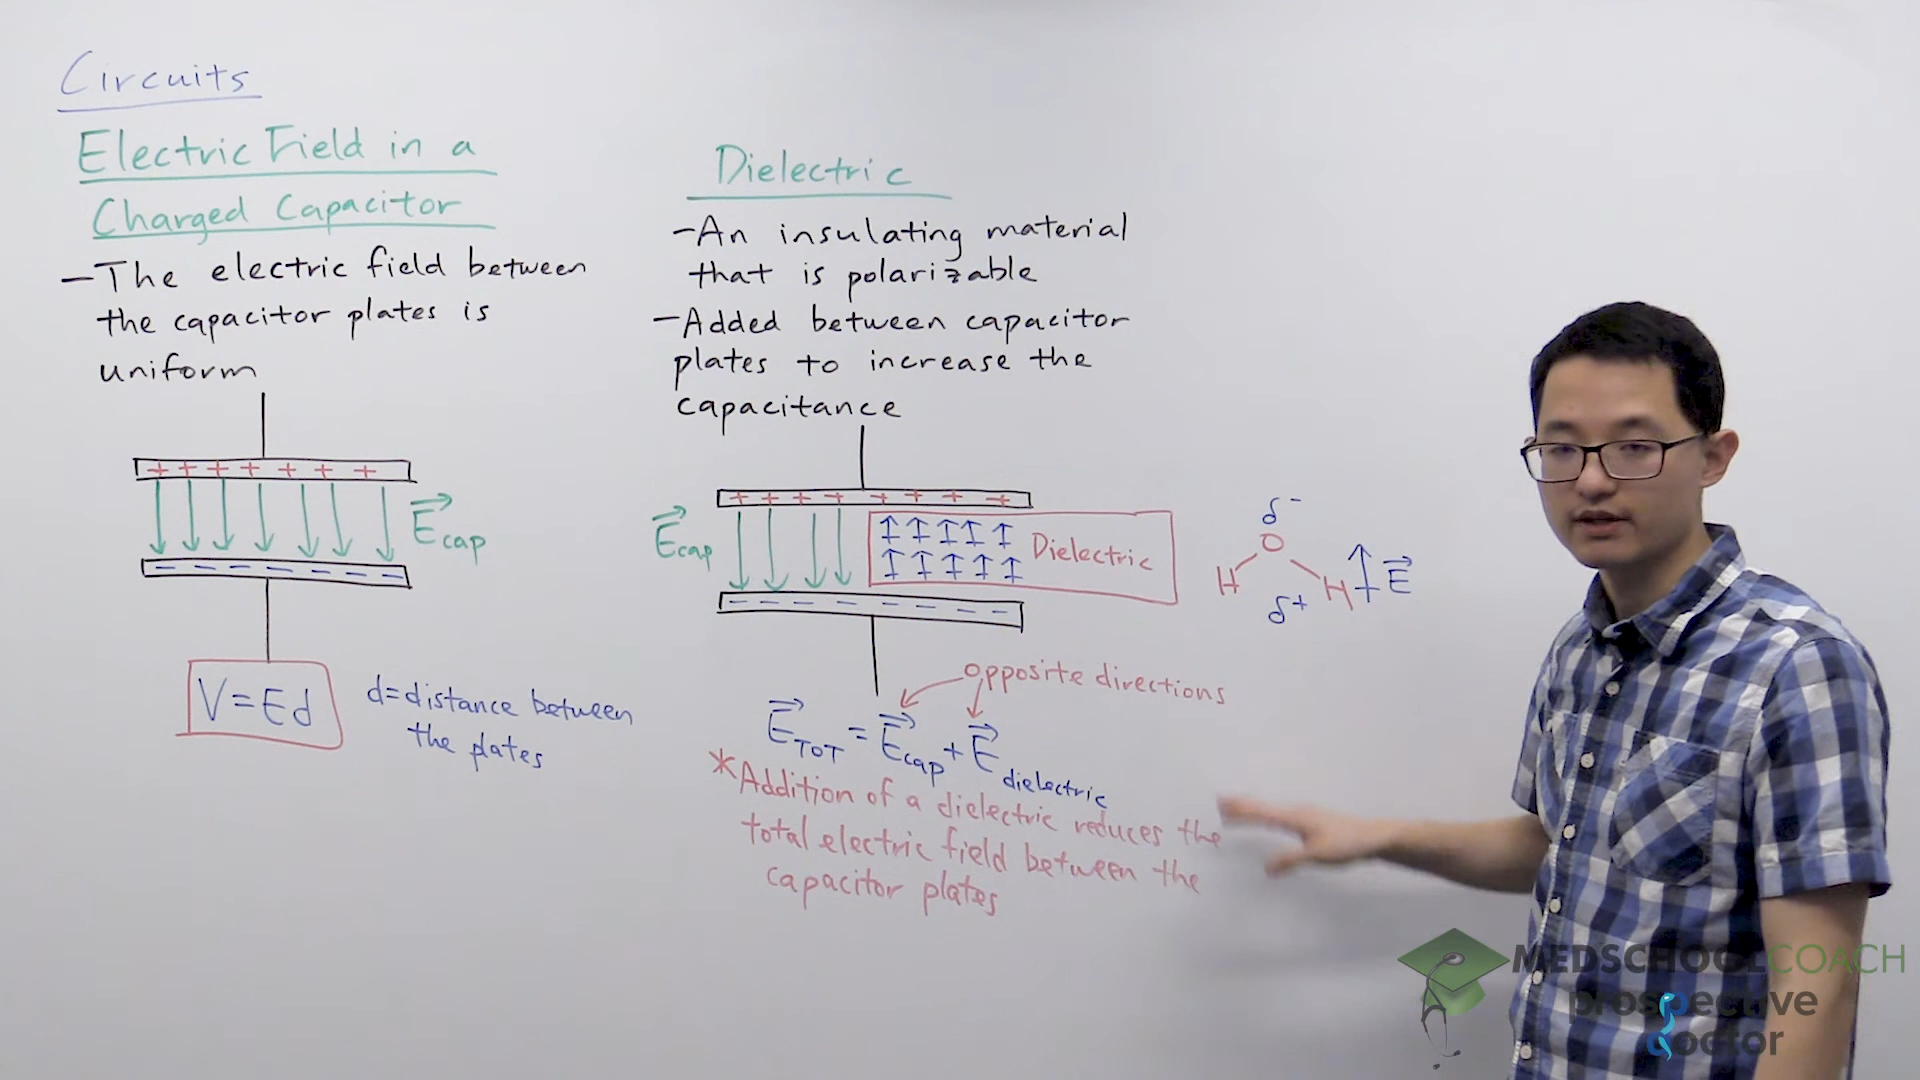 Circuits
Electric Field in a
Charged Capacitor
- The electric field between
the capacitor plates is
uniform
+ + + + + + +
E cap
- - - - - - -
V = Ed
d = distance between
the plates
Dielectric
- An insulating material
that is polarizable
- Added between capacitor
plates to increase the
capacitance
+ + + + + + + +
E cap
Dielectric
- - - - - - - -
δ-
O
H H
δ+
E
opposite directions
E TOT = E cap + E dielectric
* Addition of a dielectric reduces the
total electric field between the
capacitor plates
MEDSCHOOLCOACH
prospective
doctor